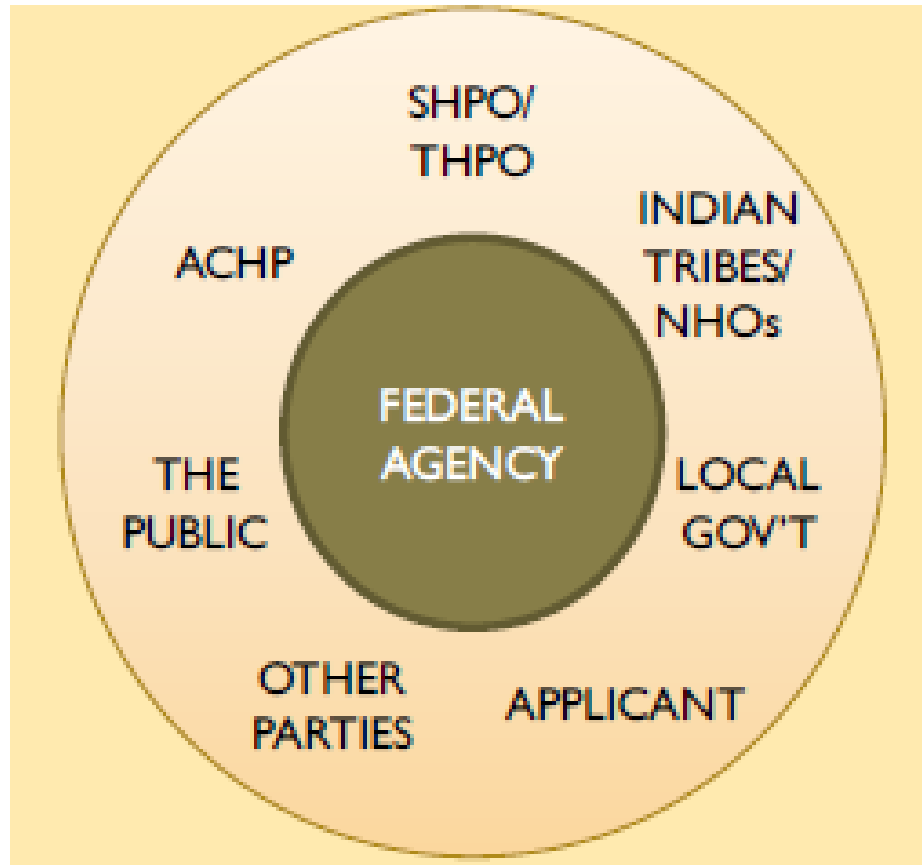 SHPO/
THPO
INDIAN
TRIBES/
NHOs
ACHP
FEDERAL
AGENCY
THE
PUBLIC
LOCAL
GOV'T
OTHER
PARTIES
APPLICANT